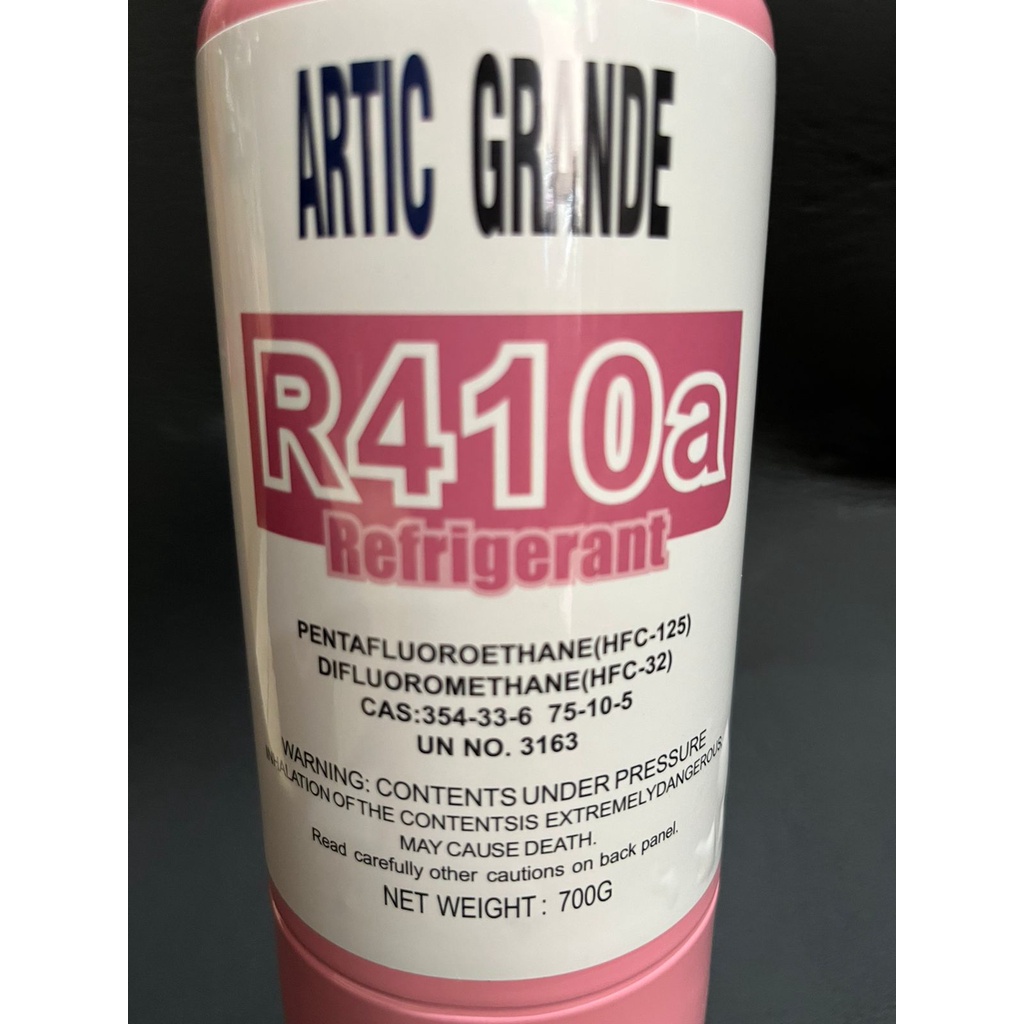 ARTIC GRANDE
R410a
Refrigerant
PENTAFLUOROETHANE(HFC-125)
DIFLUOROMETHANE(HFC-32)
CAS:354-33-6 75-10-5
UN NO. 3163
WARNING: CONTENTS UNDER PRESSURE
INHALATION OF THE CONTENTSIS EXTREMELYDANGEROUS.
MAY CAUSE DEATH.
Read carefully other cautions on back panel.
NET WEIGHT : 700G